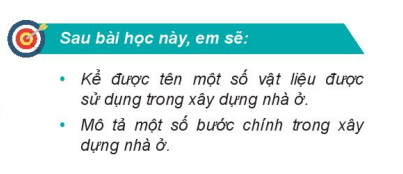 Sau bài học này, em sẽ:
• Kể được tên một số vật liệu được
sử dụng trong xây dựng nhà ở.
• Mô tả một số bước chính trong xây
dựng nhà ở.